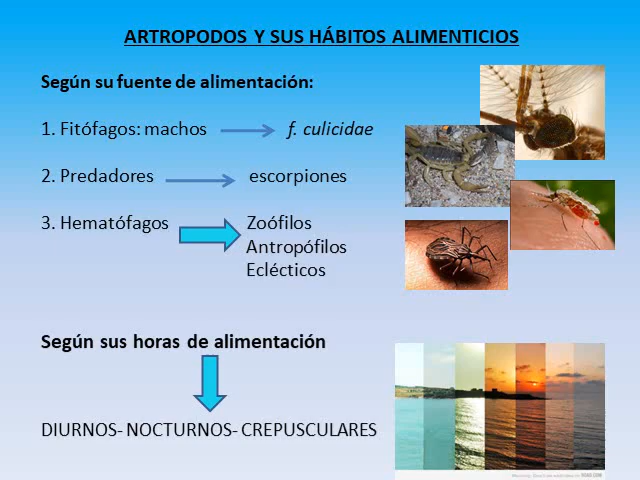 ARTROPODOS Y SUS HÁBITOS ALIMENTICIOS
Según su fuente de alimentación:
1. Fitófagos: machos f. culicidae
2. Predadores escorpiones
3. Hematófagos Zoófilos
Antropófilos
Eclécticos
Según sus horas de alimentación
DIURNOS- NOCTURNOS- CREPUSCULARES